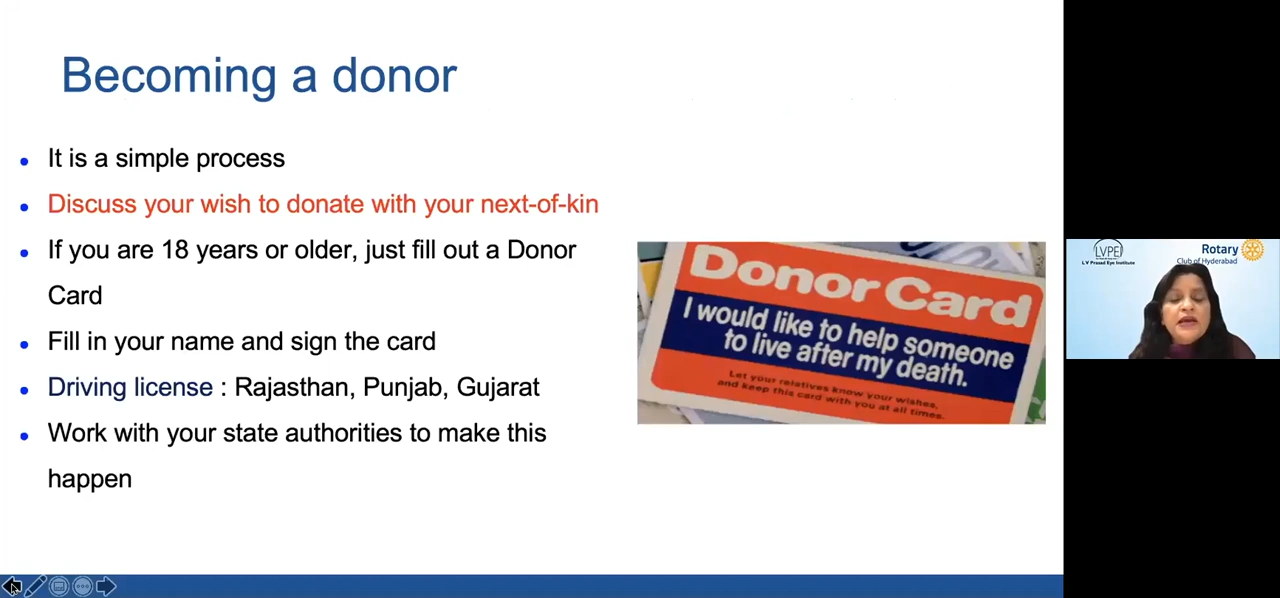 Becoming a donor
It is a simple process
Discuss your wish to donate with your next-of-kin
If you are 18 years or older, just fill out a Donor
Card
Fill in your name and sign the card
Driving license : Rajasthan, Punjab, Gujarat
Work with your state authorities to make this
happen
Donor Card
I would like to help someone
to live after my death.
Let your relatives know your wishes,
and keep this card with you at all times.
LVPEI
L V Prasad Eye Institute
Rotary
Club of Hyderabad